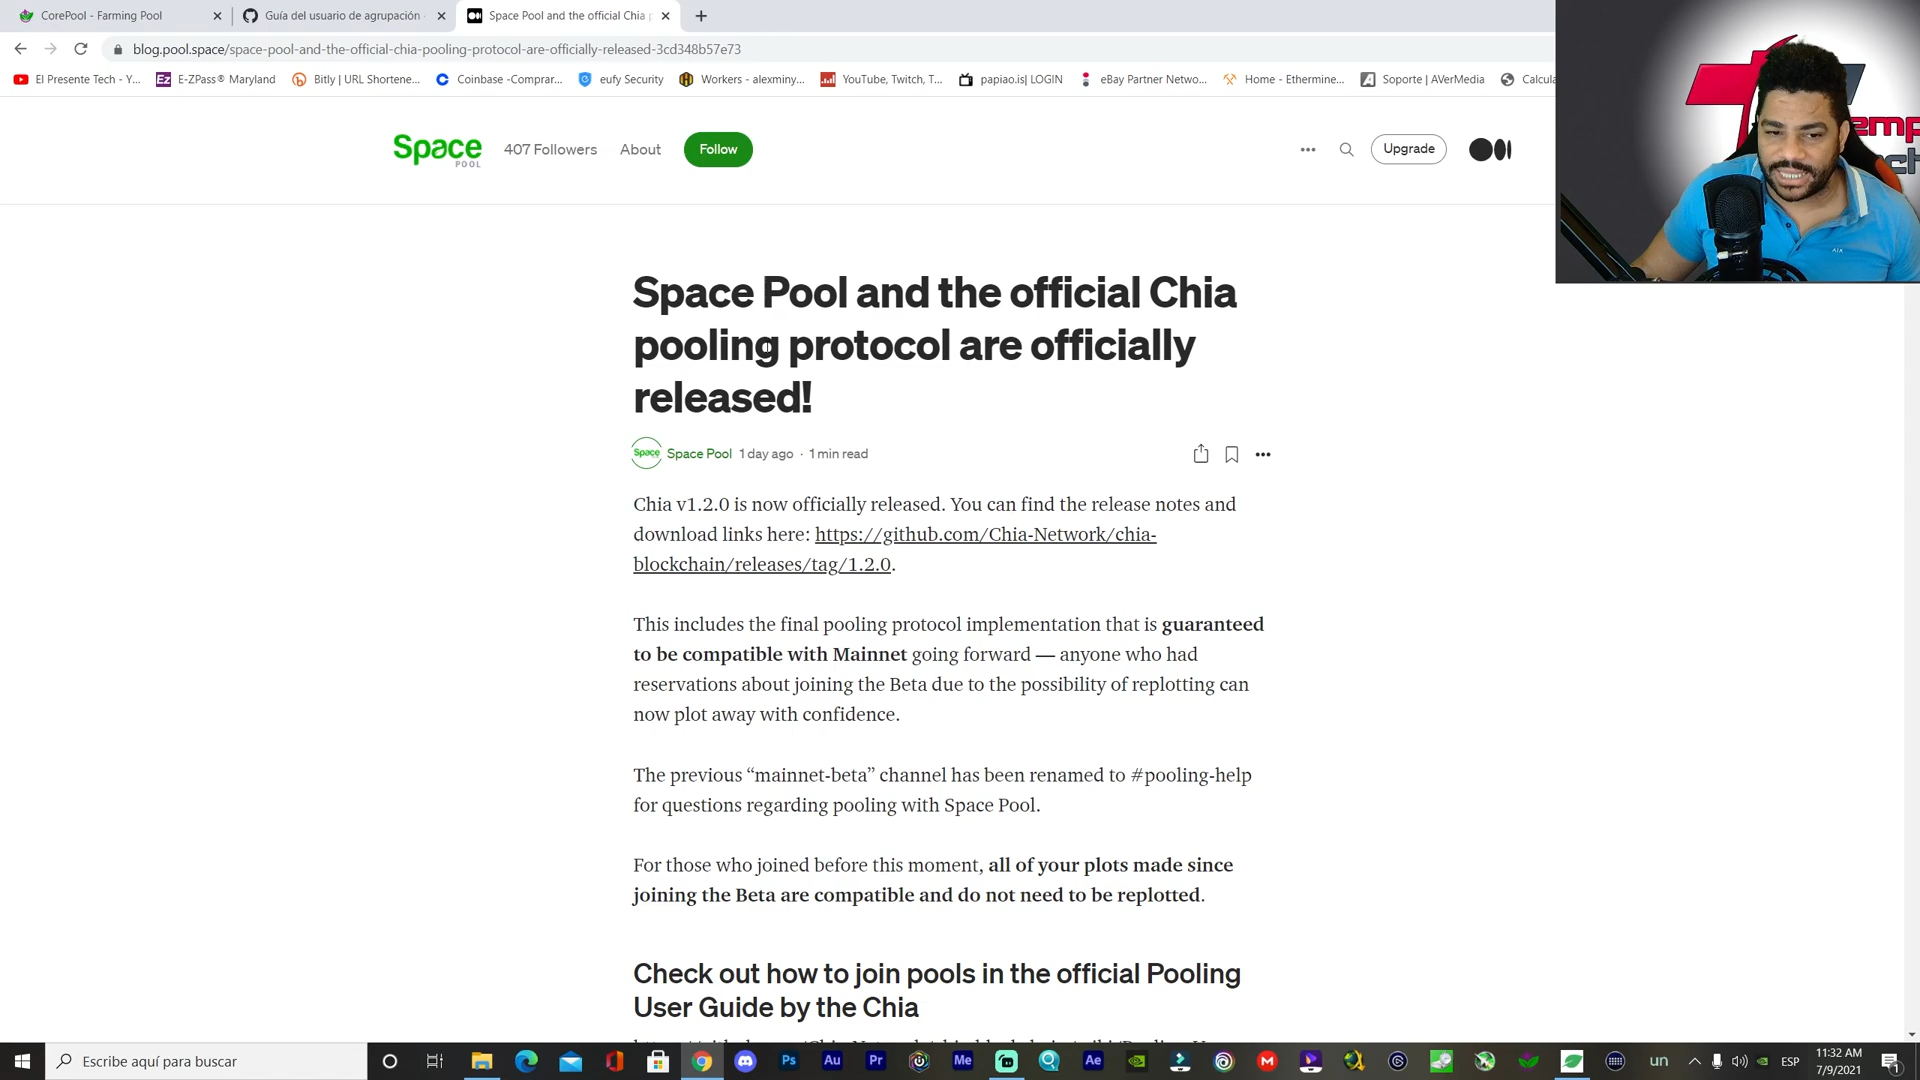 CorePool - Farming Pool
Guía del usuario de agrupación
Space Pool and the official Chia p
blog.pool.space/space-pool-and-the-official-chia-pooling-protocol-are-officially-released-3cd348b57e73
El Presente Tech - Y...
E-ZPass® Maryland
Bitly | URL Shortene...
Coinbase -Comprar...
eufy Security
Workers - alexminy...
YouTube, Twitch, T...
papiao.is| LOGIN
eBay Partner Netwo...
Home - Ethermine...
Soporte | AVerMedia
Calcula
Space
POOL
407 Followers
About
Follow
Upgrade
Space Pool and the official Chia
pooling protocol are officially
released!
Space
Space Pool 1 day ago · 1 min read
Chia v1.2.0 is now officially released. You can find the release notes and
download links here: https://github.com/Chia-Network/chia-
blockchain/releases/tag/1.2.0.
This includes the final pooling protocol implementation that is guaranteed
to be compatible with Mainnet going forward — anyone who had
reservations about joining the Beta due to the possibility of replotting can
now plot away with confidence.
The previous “mainnet-beta” channel has been renamed to #pooling-help
for questions regarding pooling with Space Pool.
For those who joined before this moment, all of your plots made since
joining the Beta are compatible and do not need to be replotted.
Check out how to join pools in the official Pooling
User Guide by the Chia
Escribe aquí para buscar
Ps
Au
Pr
Me
Ae
un
ESP
11:32 AM
7/9/2021
1